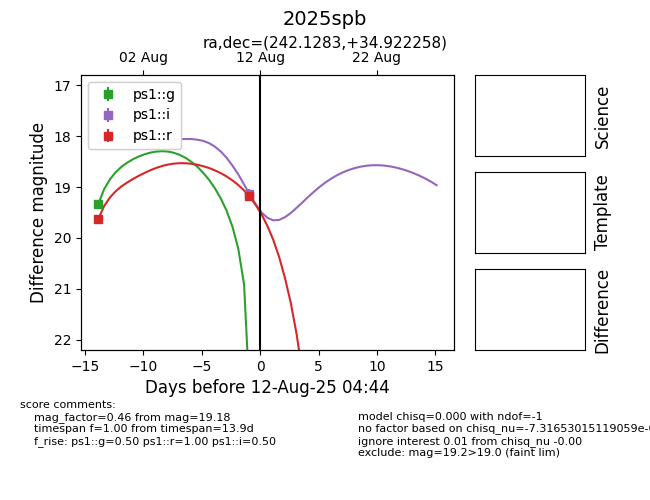 2025spb
ra,dec=(242.1283,+34.922258)
02 Aug 12 Aug 22 Aug
ps1::g
ps1::i
ps1::r
17
18
19
20
21
22
Difference magnitude
−15 −10 −5 0 5 10 15
Days before 12-Aug-25 04:44
Science
Template
Difference
score comments:
mag_factor=0.46 from mag=19.18
timespan f=1.00 from timespan=13.9d
f_rise: ps1::g=0.50 ps1::r=1.00 ps1::i=0.50
model chisq=0.000 with ndof=-1
no factor based on chisq_nu=-7.31653015119059e-
ignore interest 0.01 from chisq_nu -0.00
exclude: mag=19.2>19.0 (faint lim)